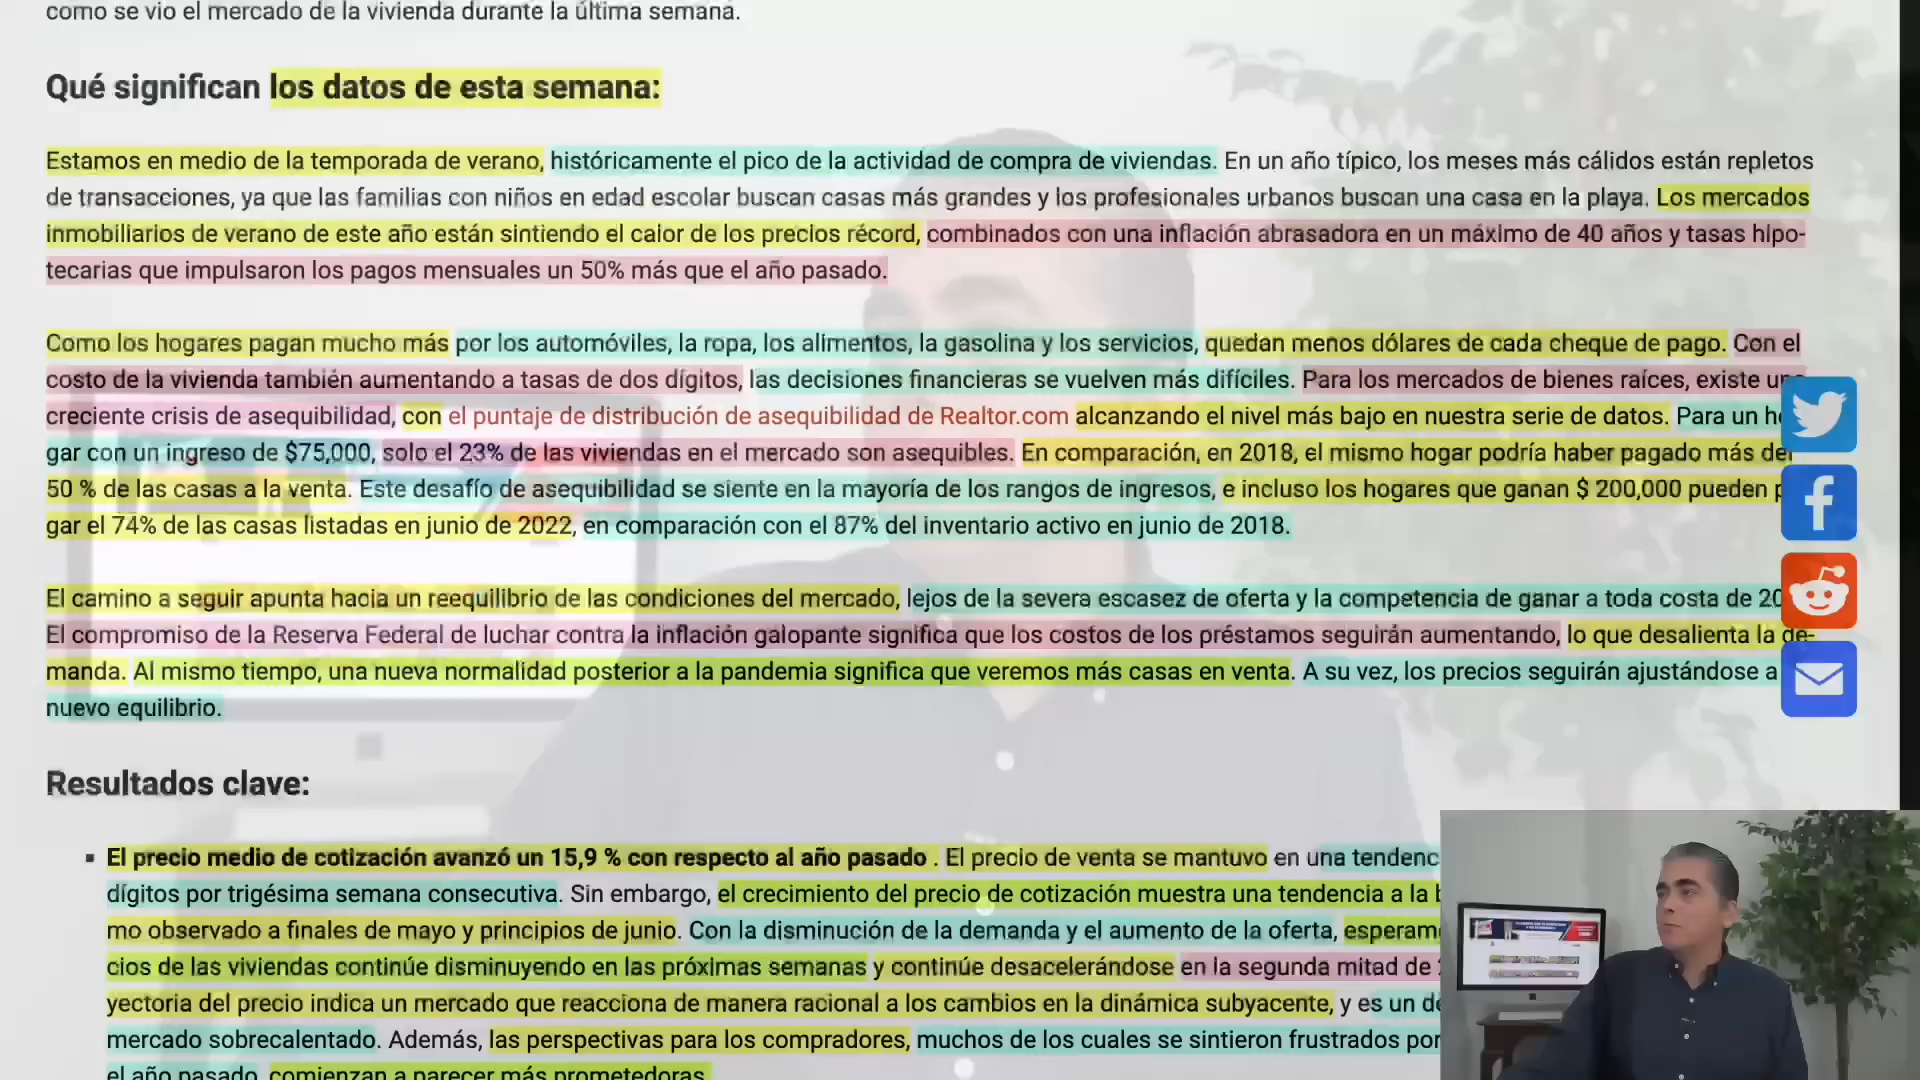 como se vio el mercado de la vivienda durante la última semana.
Qué significan los datos de esta semana:
Estamos en medio de la temporada de verano, históricamente el pico de la actividad de compra de viviendas. En un año típico, los meses más cálidos están repletos
de transacciones, ya que las familias con niños en edad escolar buscan casas más grandes y los profesionales urbanos buscan una casa en la playa. Los mercados
inmobiliarios de verano de este año están sintiendo el calor de los precios récord, combinados con una inflación abrasadora en un máximo de 40 años y tasas hipo-
tecarias que impulsaron los pagos mensuales un 50% más que el año pasado.
Como los hogares pagan mucho más por los automóviles, la ropa, los alimentos, la gasolina y los servicios, quedan menos dólares de cada cheque de pago. Con el
costo de la vivienda también aumentando a tasas de dos dígitos, las decisiones financieras se vuelven más difíciles. Para los mercados de bienes raíces, existe una
creciente crisis de asequibilidad, con el puntaje de distribución de asequibilidad de Realtor.com alcanzando el nivel más bajo en nuestra serie de datos. Para un
gar con un ingreso de $75,000, solo el 23% de las viviendas en el mercado son asequibles. En comparación, en 2018, el mismo hogar podría haber pagado más del
50 % de las casas a la venta. Este desafío de asequibilidad se siente en la mayoría de los rangos de ingresos, e incluso los hogares que ganan $ 200,000 pueden
gar el 74% de las casas listadas en junio de 2022, en comparación con el 87% del inventario activo en junio de 2018.
El camino a seguir apunta hacia un reequilibrio de las condiciones del mercado, lejos de la severa escasez de oferta y la competencia de ganar a toda costa de 20
El compromiso de la Reserva Federal de luchar contra la inflación galopante significa que los costos de los préstamos seguirán aumentando, lo que desalienta la de-
manda. Al mismo tiempo, una nueva normalidad posterior a la pandemia significa que veremos más casas en venta. A su vez, los precios seguirán ajustándose a
nuevo equilibrio.
Resultados clave:
▪ El precio medio de cotización avanzó un 15,9 % con respecto al año pasado . El precio de venta se mantuvo en una tendenc
dígitos por trigésima semana consecutiva. Sin embargo, el crecimiento del precio de cotización muestra una tendencia a la
mo observado a finales de mayo y principios de junio. Con la disminución de la demanda y el aumento de la oferta, esperam
cios de las viviendas continúe disminuyendo en las próximas semanas y continúe desacelerándose en la segunda mitad de
yectoria del precio indica un mercado que reacciona de manera racional a los cambios en la dinámica subyacente, y es un de
mercado sobrecalentado. Además, las perspectivas para los compradores, muchos de los cuales se sintieron frustrados por
el año pasado, comienzan a parecer más prometedoras.